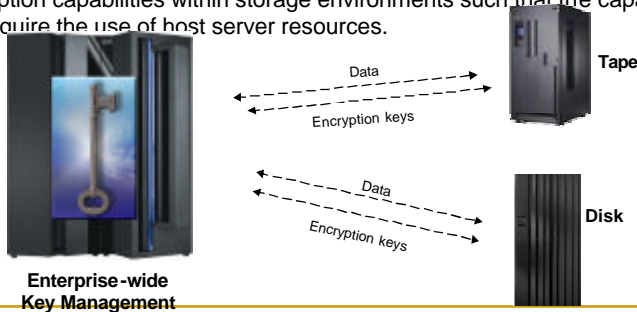 ption capabilities within storage environments such that the capa
quire the use of host server resources.
Data
Encryption keys
Tape
Data
Encryption keys
Disk
Enterprise-wide
Key Management